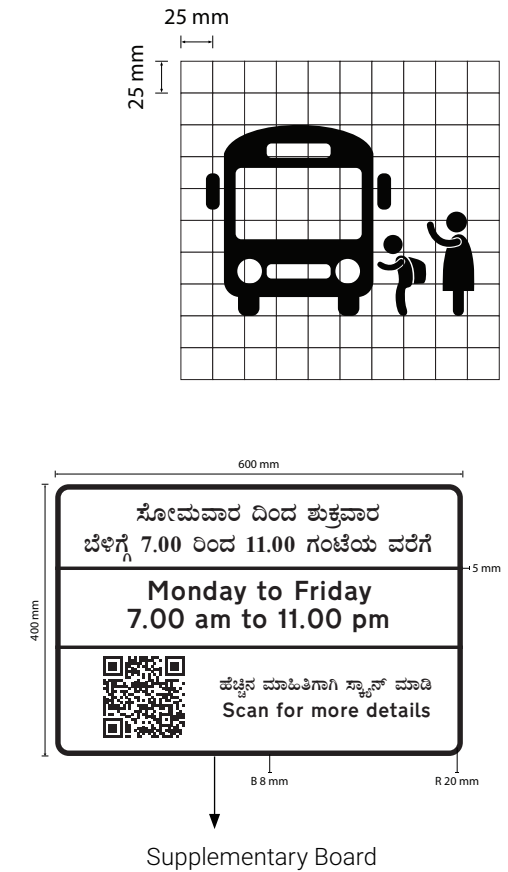 25 mm
25 mm
600 mm
ಸೋಮವಾರ ದಿಂದ ಶುಕ್ರವಾರ
ಬೆಳಿಗ್ಗೆ 7.00 ರಿಂದ 11.00 ಗಂಟೆಯ ವರೆಗೆ
5 mm
Monday to Friday
7.00 am to 11.00 pm
400 mm
ಹೆಚ್ಚಿನ ಮಾಹಿತಿಗಾಗಿ ಸ್ಕ್ಯಾನ್ ಮಾಡಿ
Scan for more details
B 8 mm
R 20 mm
Supplementary Board